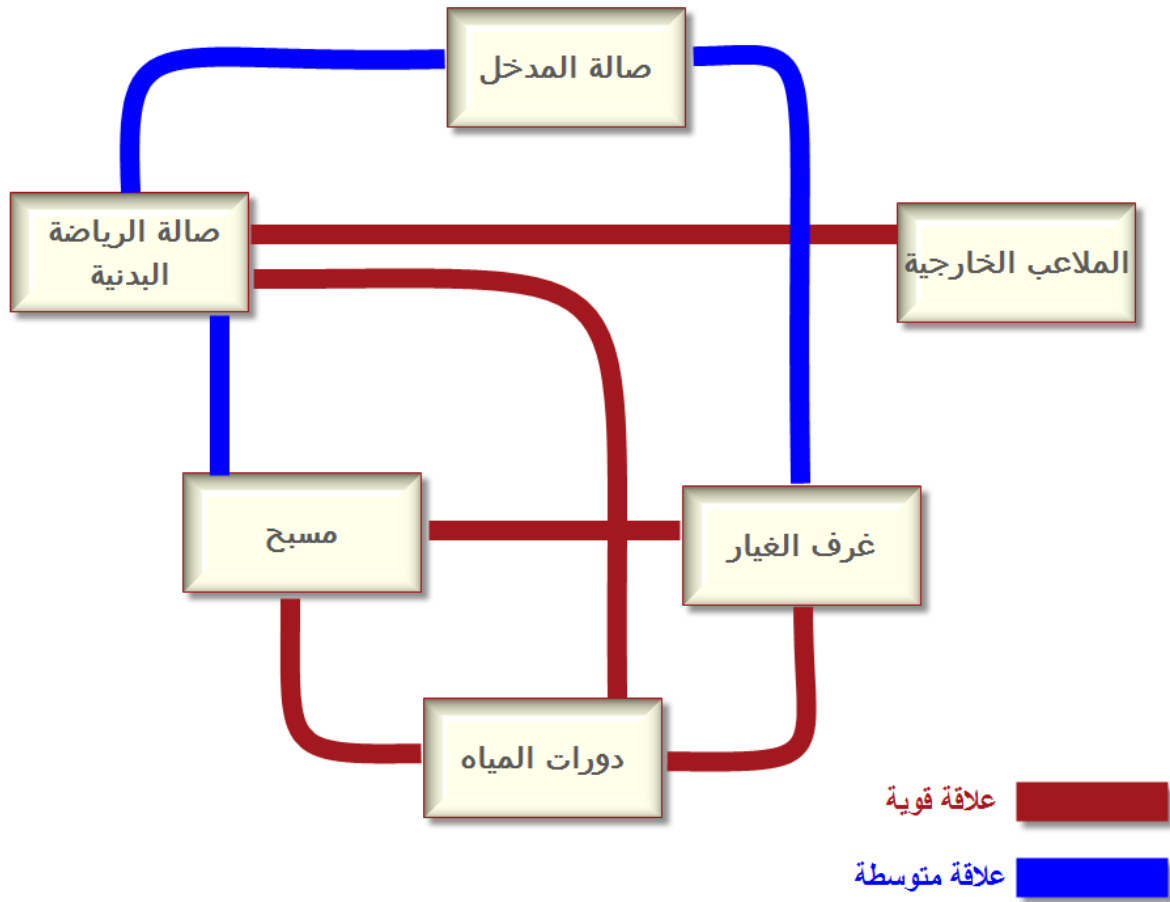 صالة المدخل
صالة الرياضة
البدنية
الملاعب الخارجية
مسبح
غرف الغيار
دورات المياه
علاقة قوية
علاقة متوسطة